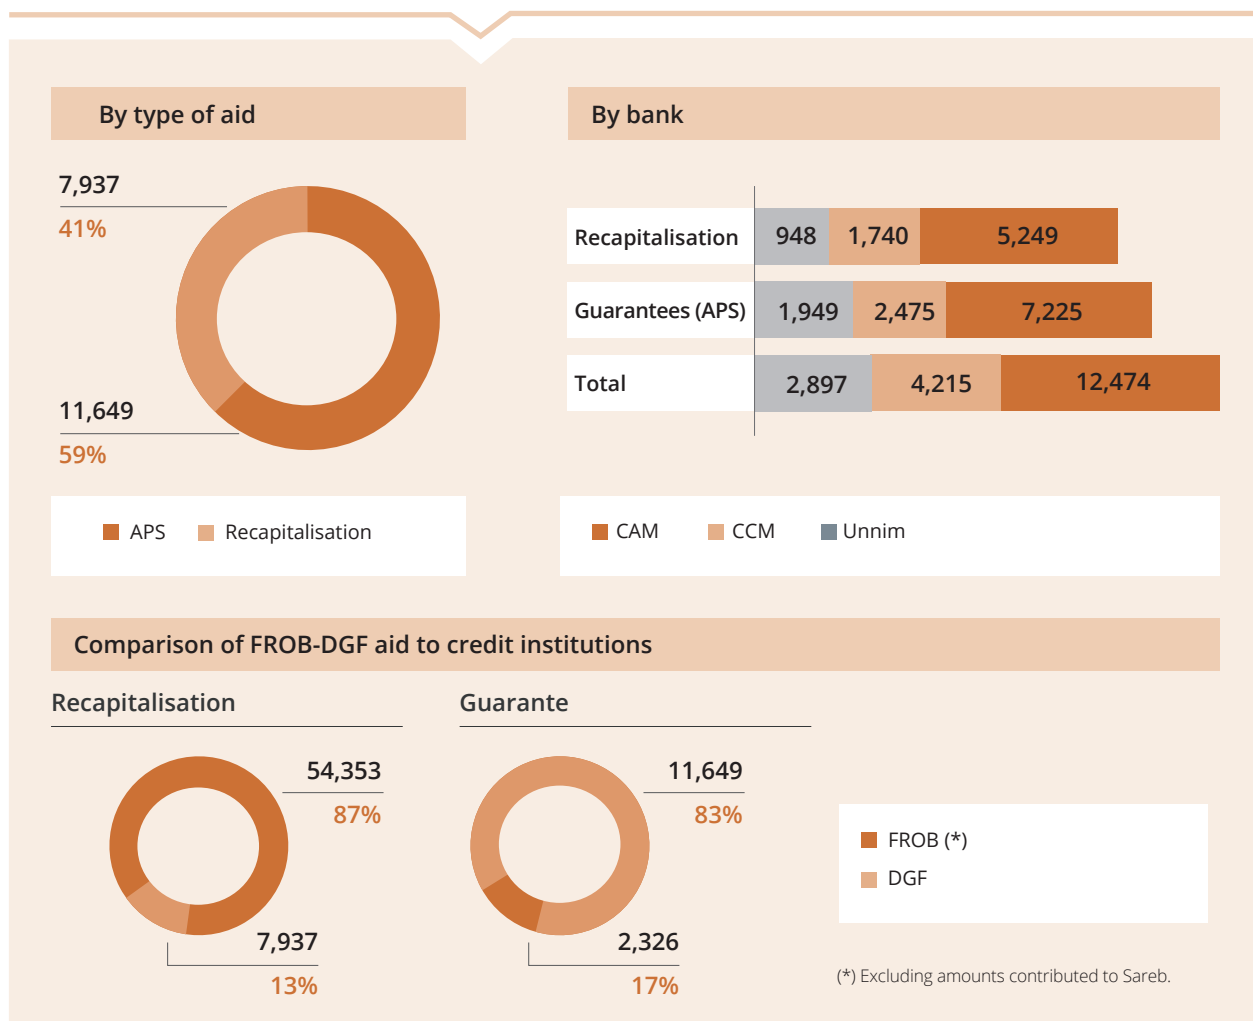 By type of aid
7,937
41%
11,649
59%
APS Recapitalisation
By bank
Recapitalisation 948 1,740 5,249
Guarantees (APS) 1,949 2,475 7,225
Total 2,897 4,215 12,474
CAM CCM Unnim
Comparison of FROB-DGF aid to credit institutions
Recapitalisation
54,353
87%
7,937
13%
Guarante
11,649
83%
2,326
17%
FROB (*)
DGF
(*) Excluding amounts contributed to Sareb.